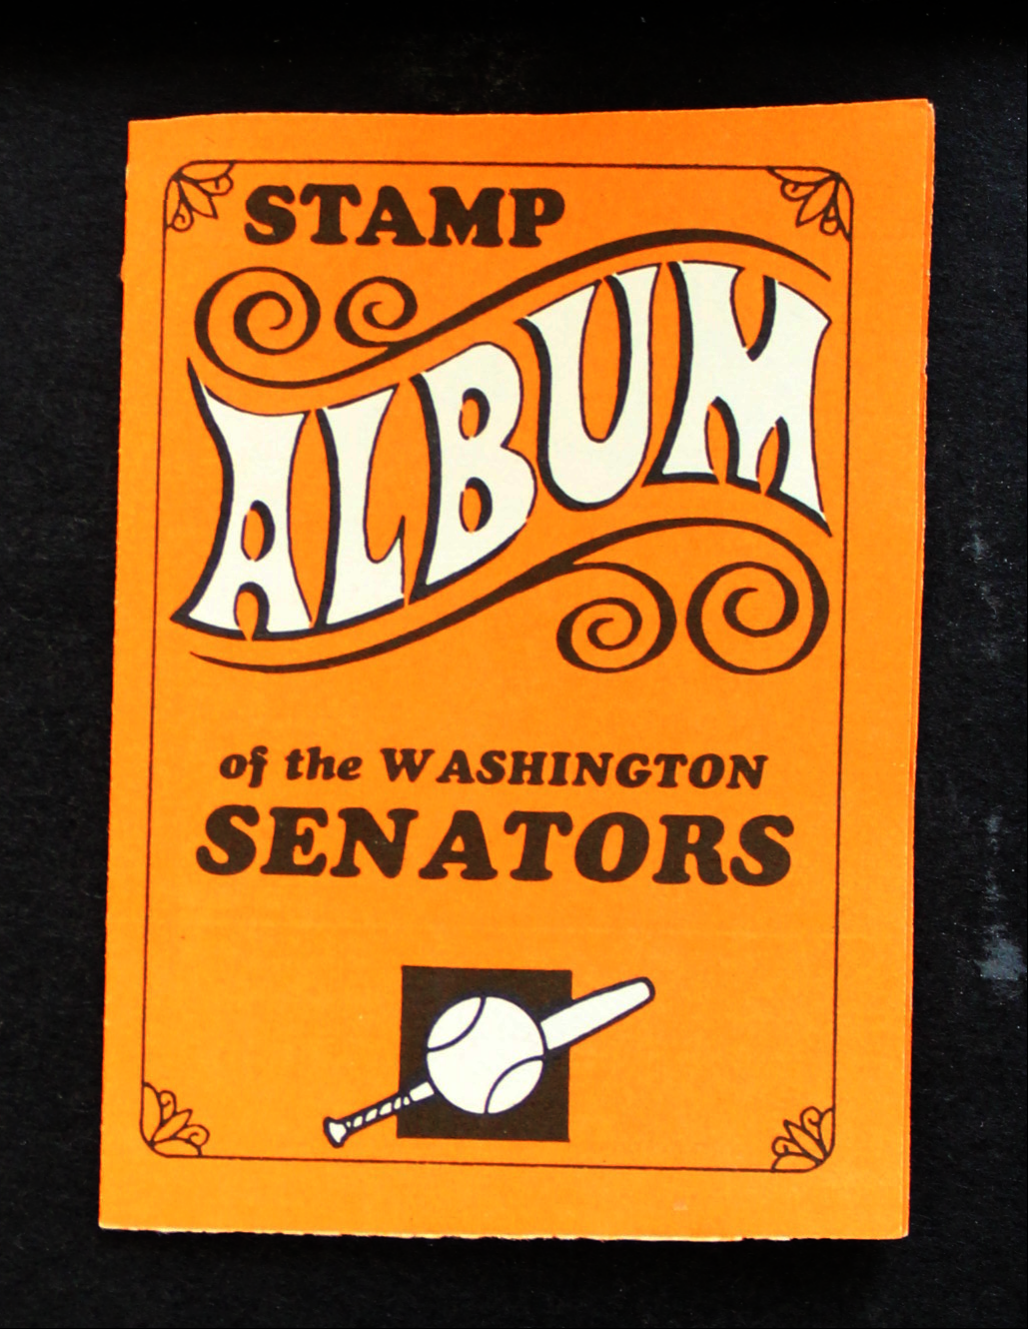 STAMP
ALBUM
of the WASHINGTON
SENATORS